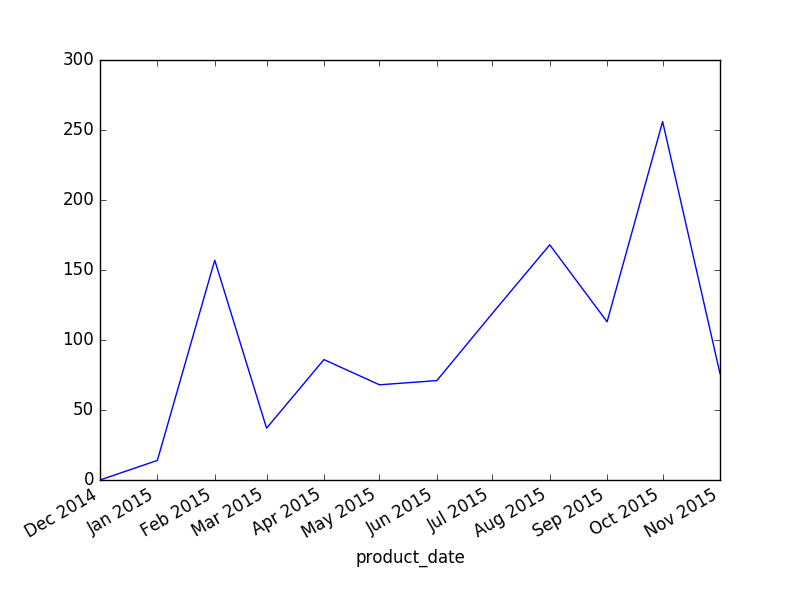 300
250
200
150
100
50
0
Dec 2014
Jan 2015
Feb 2015
Mar 2015
Apr 2015
May 2015
Jun 2015
Jul 2015
Aug 2015
Sep 2015
Oct 2015
Nov 2015
product_date